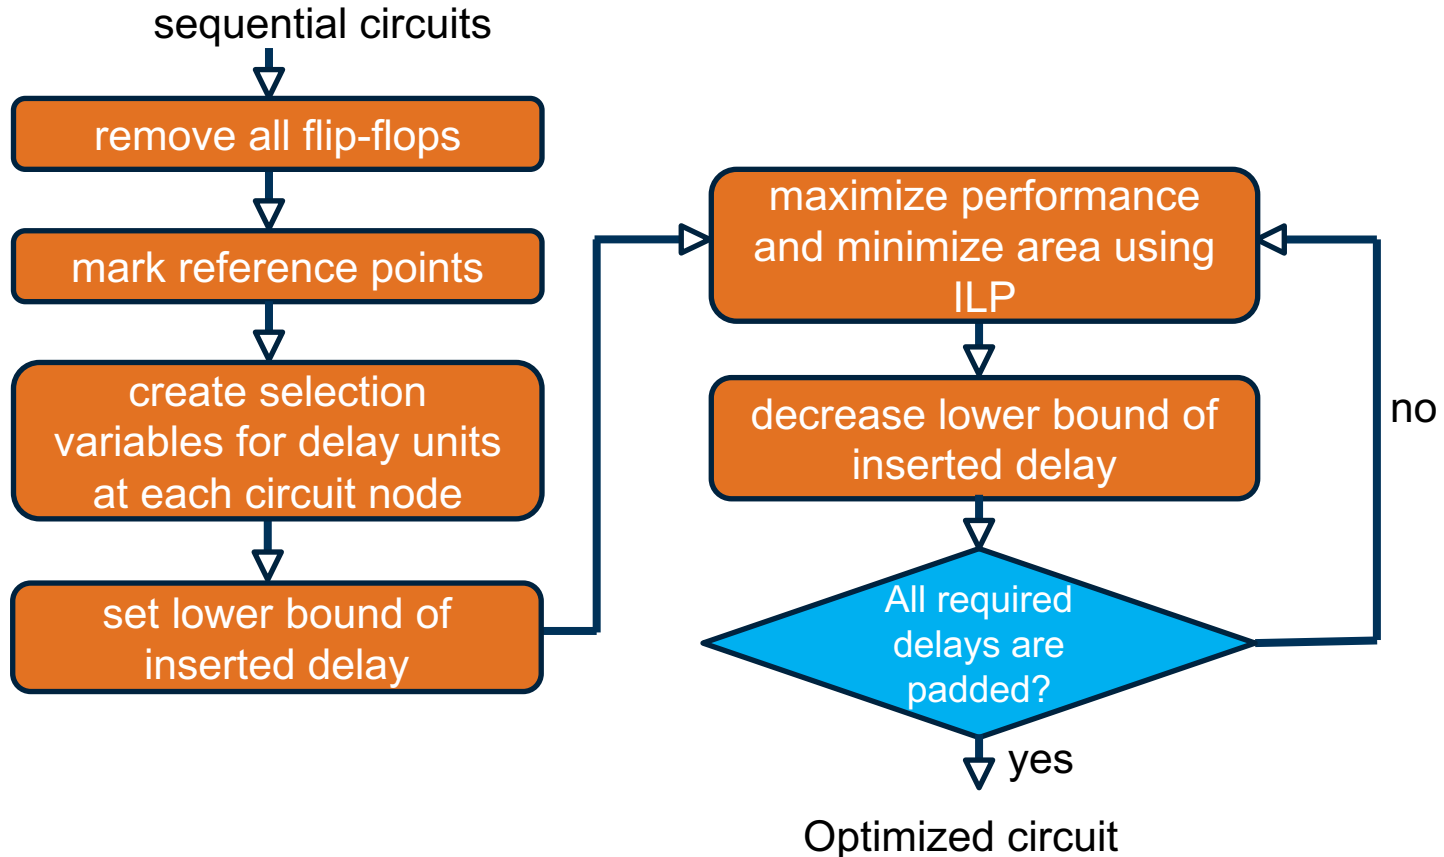 sequential circuits
remove all flip-flops
mark reference points
create selection
variables for delay units
at each circuit node
set lower bound of
inserted delay
maximize performance
and minimize area using
ILP
decrease lower bound of
inserted delay
no
All required
delays are
padded?
yes
Optimized circuit